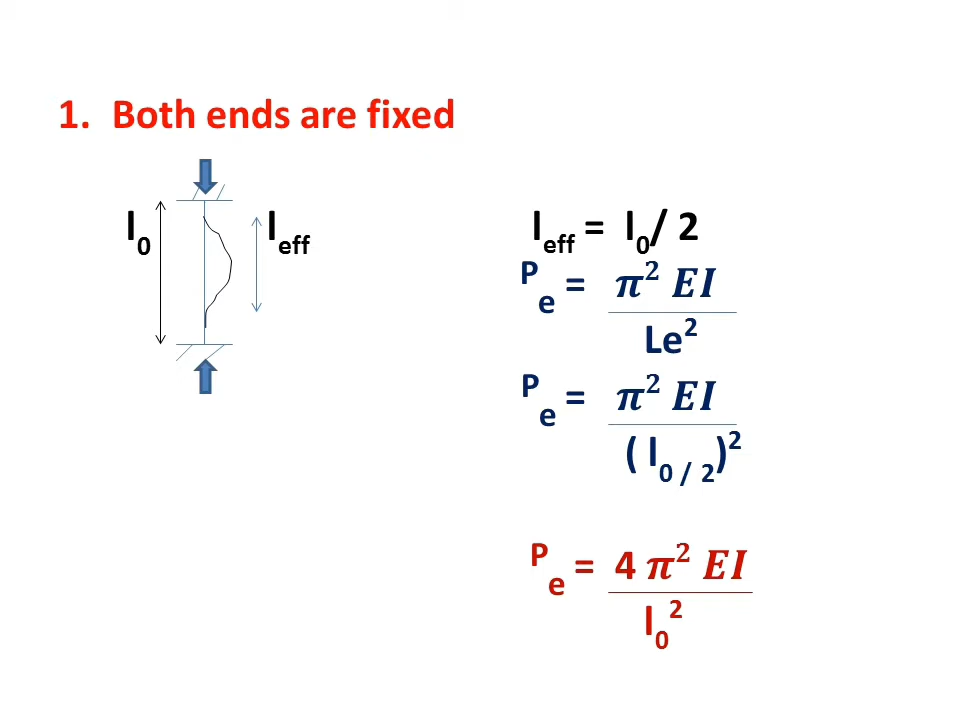 1. Both ends are fixed
l0 leff
leff = l0/ 2
Pe = 𝝅² 𝑬𝑰
Le²
Pe = 𝝅² 𝑬𝑰
( l0 / 2)²
Pe = 4 𝝅² 𝑬𝑰
l0²